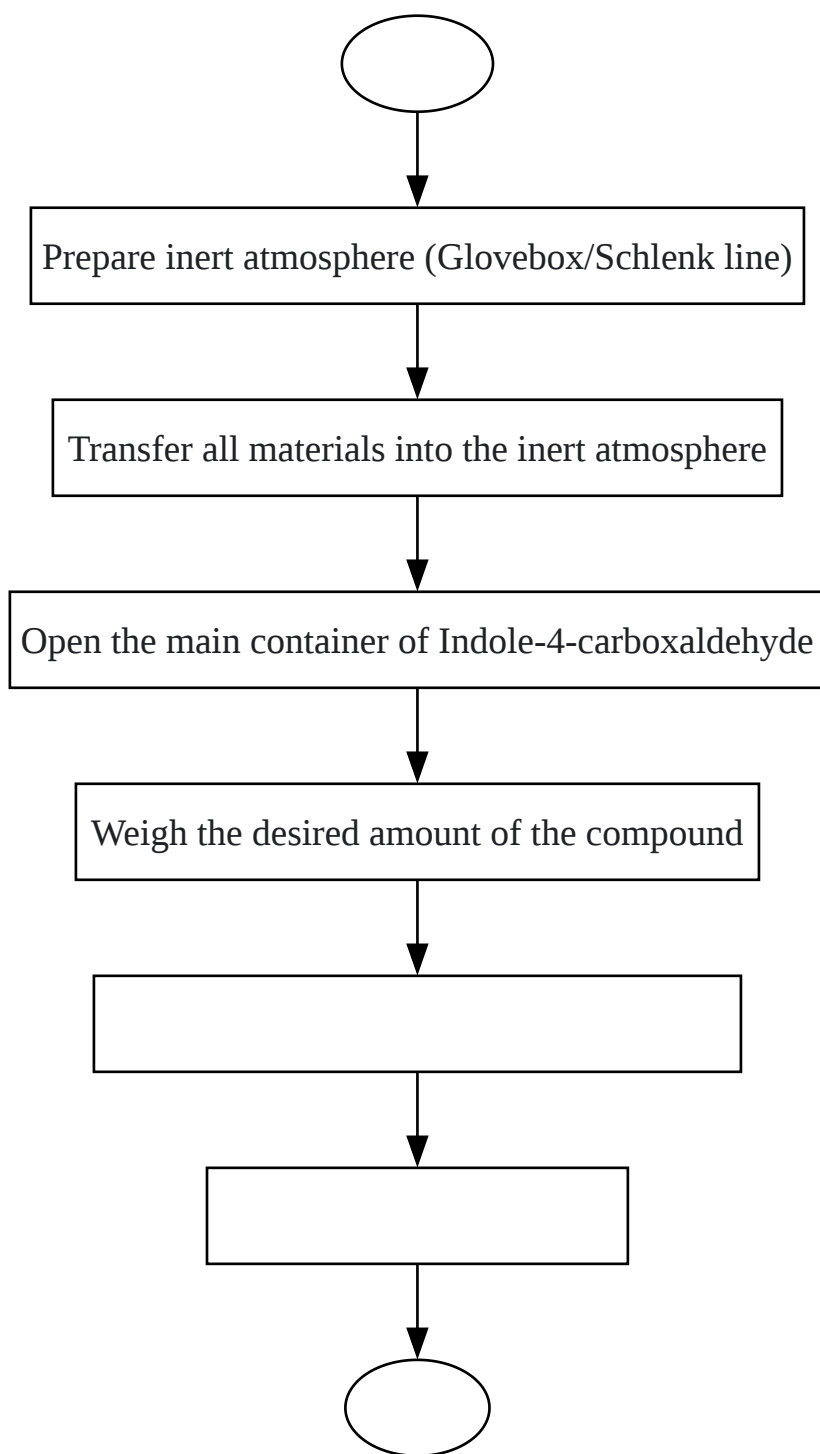 Prepare inert atmosphere (Glovebox/Schlenk line)
Transfer all materials into the inert atmosphere
Open the main container of Indole-4-carboxaldehyde
Weigh the desired amount of the compound